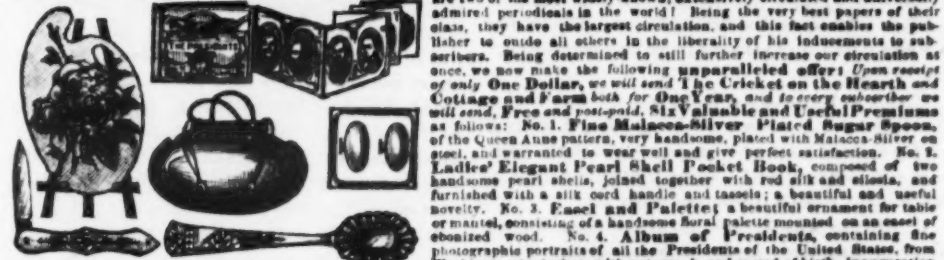 THE PRESIDENTS
admired periodicals in the world! Being the very best papers of their
class, they have the largest circulation, and this fact enables the pub-
lisher to outdo all others in the liberality of his inducements to sub-
scribers. Being determined to still further increase our circulation at
once, we now make the following unparalleled offer: Upon receipt
of only One Dollar, we will send The Cricket on the Hearth and
Cottage and Farm both for One Year, and to every subscriber we
will send, Free and post-paid, Six Valuable and Useful Premiums
as follows: No. 1. Fine Malacca-Silver Plated Sugar Spoon,
of the Queen Anne pattern, very handsome, plated with Malacca-Silver on
steel, and warranted to wear well and give perfect satisfaction. No. 2.
Ladies' Elegant Pearl Shell Pocket Book, composed of two
handsome pearl shells, joined together with red silk and silesia, and
furnished with a silk cord handle and tassels; a beautiful and useful
novelty. No. 3. Easel and Palette; a beautiful ornament for table
or mantel, consisting of a handsome floral palette mounted on an easel of
ebonized wood. No. 4. Album of Presidents, containing fine
photographic portraits of all the Presidents of the United States, from